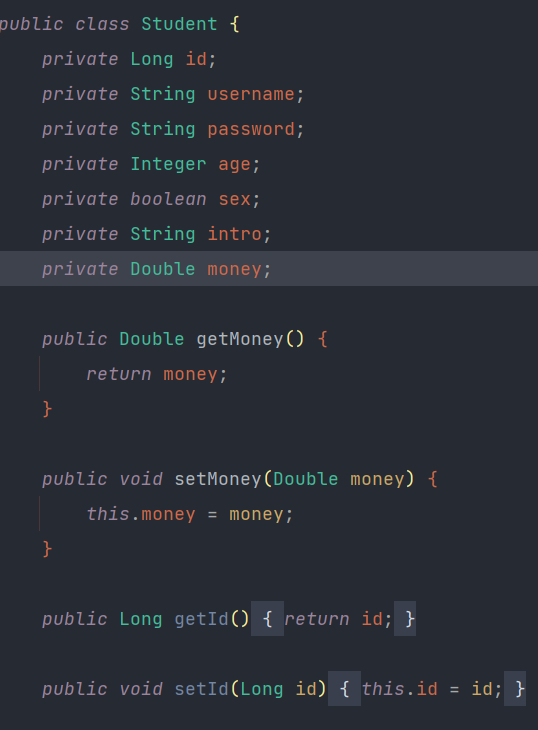 public class Student {
private Long id;
private String username;
private String password;
private Integer age;
private boolean sex;
private String intro;
private Double money;
public Double getMoney() {
return money;
}
public void setMoney(Double money) {
this.money = money;
}
public Long getId() { return id; }
public void setId(Long id) { this.id = id; }